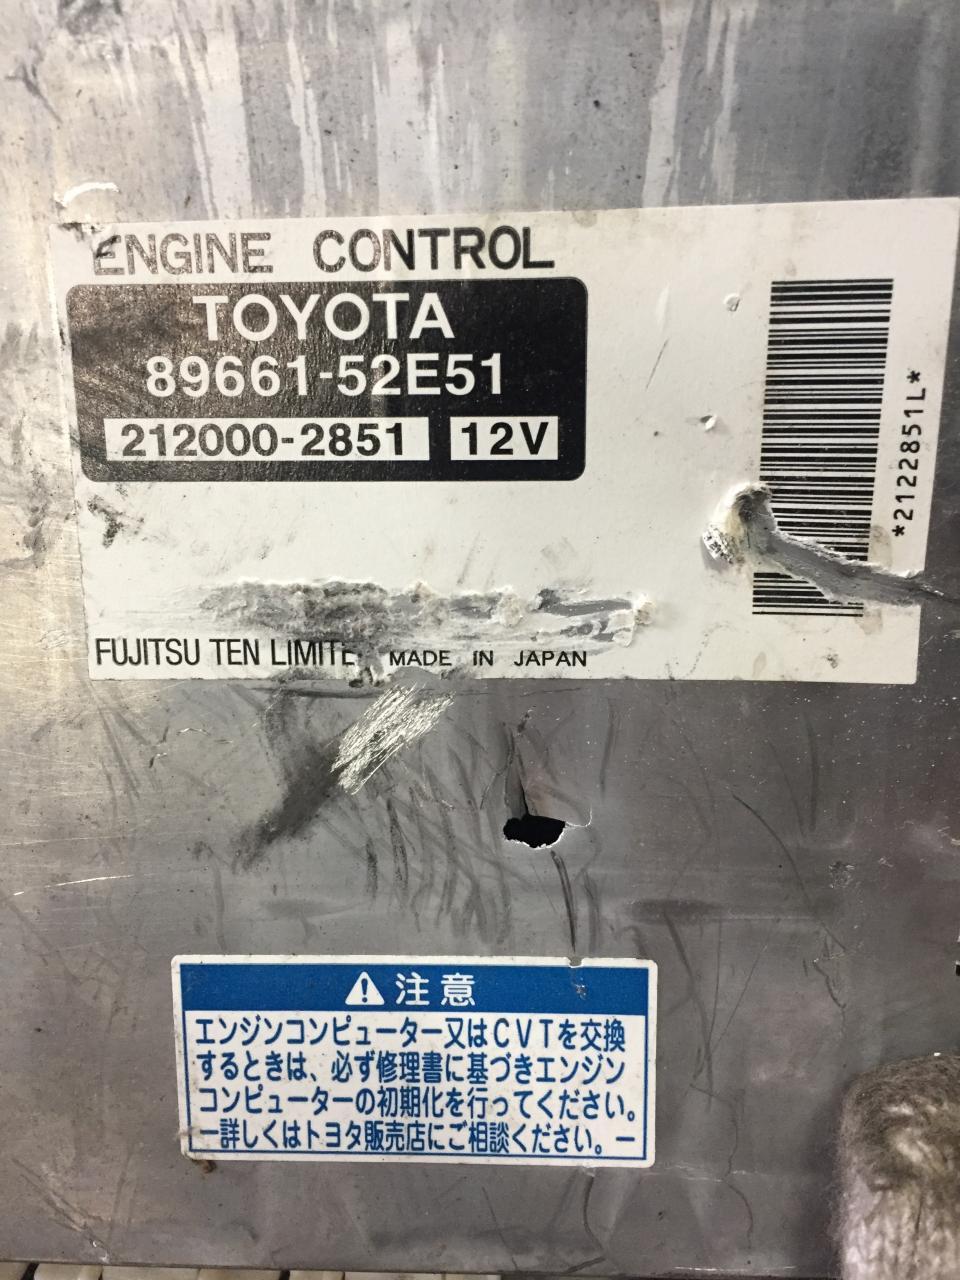 ENGINE CONTROL
TOYOTA
89661-52E51
212000-2851 12V
*2122851L*
FUJITSU TEN LIMITE MADE IN JAPAN
注意
エンジンコンピューター又はCVTを交換
するときは、必ず修理書に基づきエンジン
コンピューターの初期化を行ってください。
ー詳しくはトヨタ販売店にご相談ください。ー